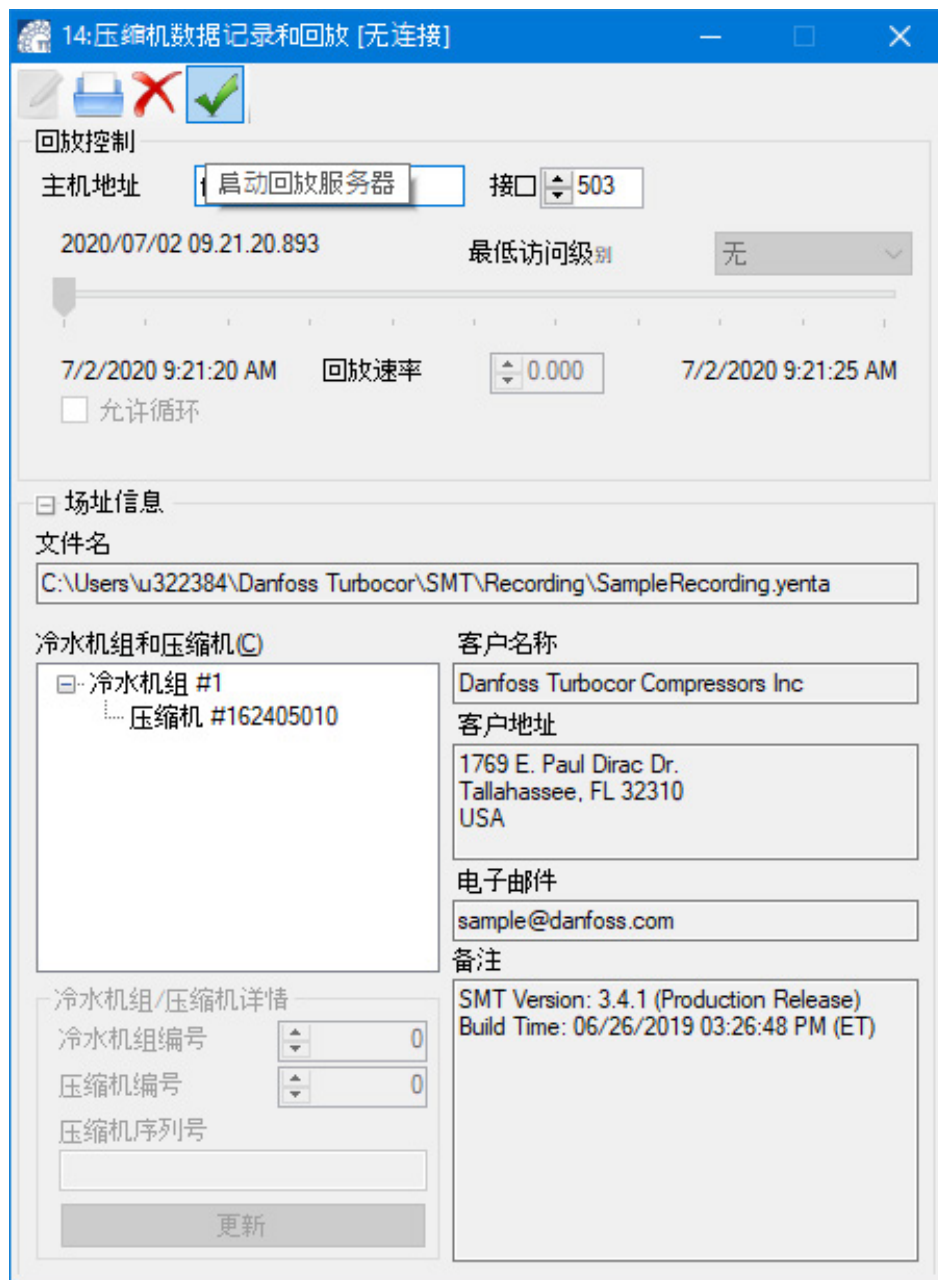 14:压缩机数据记录和回放 [无连接]
回放控制
主机地址
启动回放服务器
接口 503
2020/07/02 09.21.20.893
最低访问级别 无
7/2/2020 9:21:20 AM 回放速率 0.000 7/2/2020 9:21:25 AM
允许循环
场址信息
文件名
C:\Users\u322384\Danfoss Turbocor\SMT\Recording\SampleRecording.yenta
冷水机组和压缩机(C)
冷水机组 #1
压缩机 #162405010
客户名称
Danfoss Turbocor Compressors Inc
客户地址
1769 E. Paul Dirac Dr.
Tallahassee, FL 32310
USA
电子邮件
sample@danfoss.com
备注
SMT Version: 3.4.1 (Production Release)
Build Time: 06/26/2019 03:26:48 PM (ET)
冷水机组/压缩机详情
冷水机组编号 0
压缩机编号 0
压缩机序列号
更新